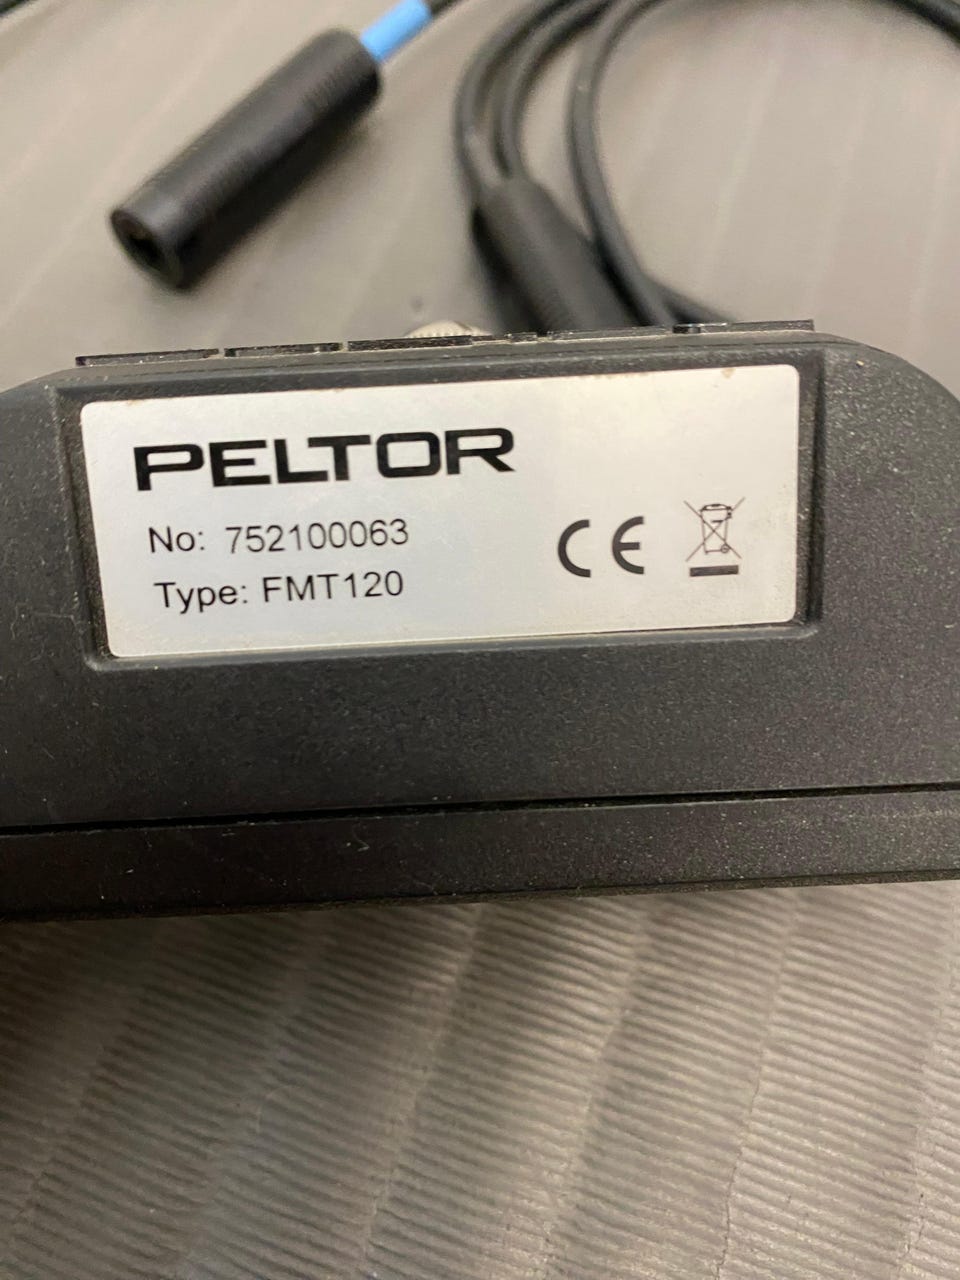 PELTOR
No: 752100063
Type: FMT120
CE